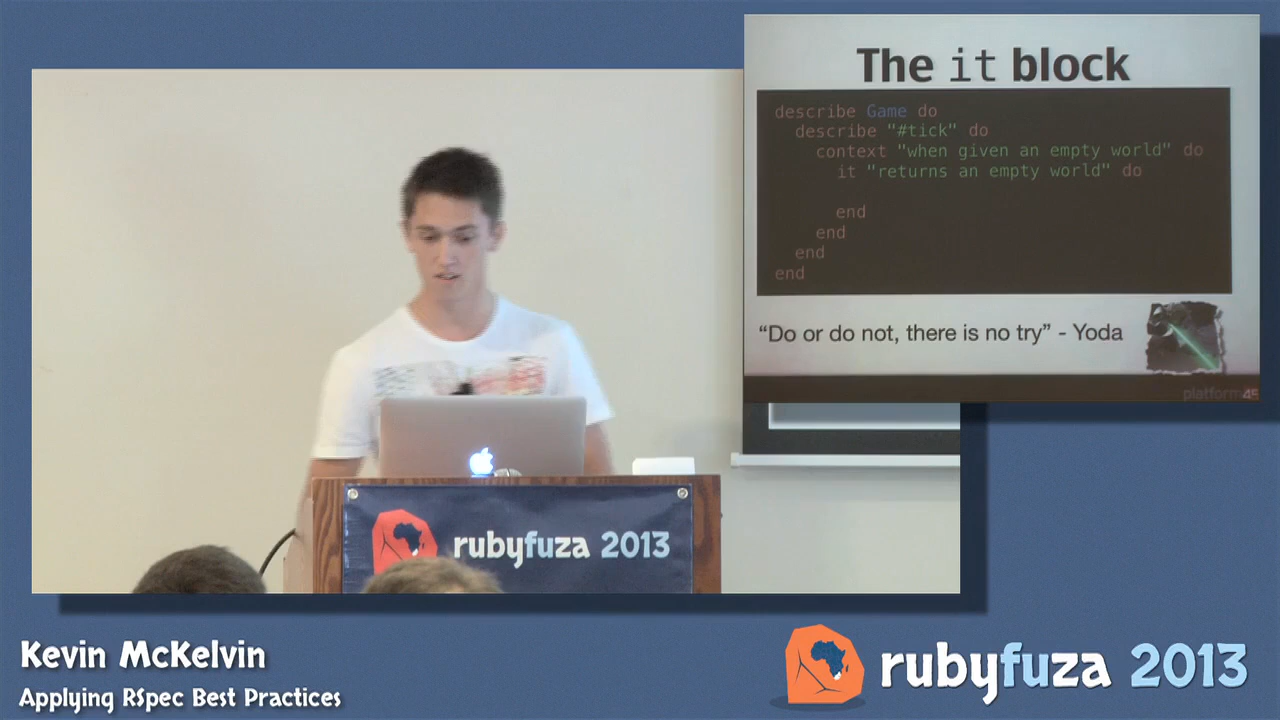 The it block
describe Game do
describe "#tick" do
context "when given an empty world" do
it "returns an empty world" do
end
end
end
end
“Do or do not, there is no try” - Yoda
platform45
rubyfuza 2013
Kevin McKelvin
Applying RSpec Best Practices
rubyfuza 2013